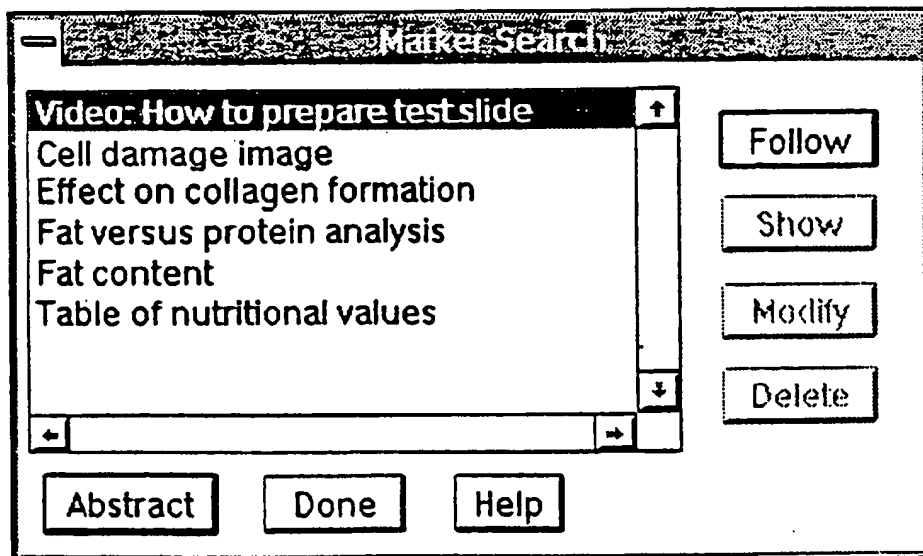 Marker Search
Video: How to prepare test slide
Cell damage image
Effect on collagen formation
Fat versus protein analysis
Fat content
Table of nutritional values
Follow
Show
Modify
Delete
Abstract
Done
Help